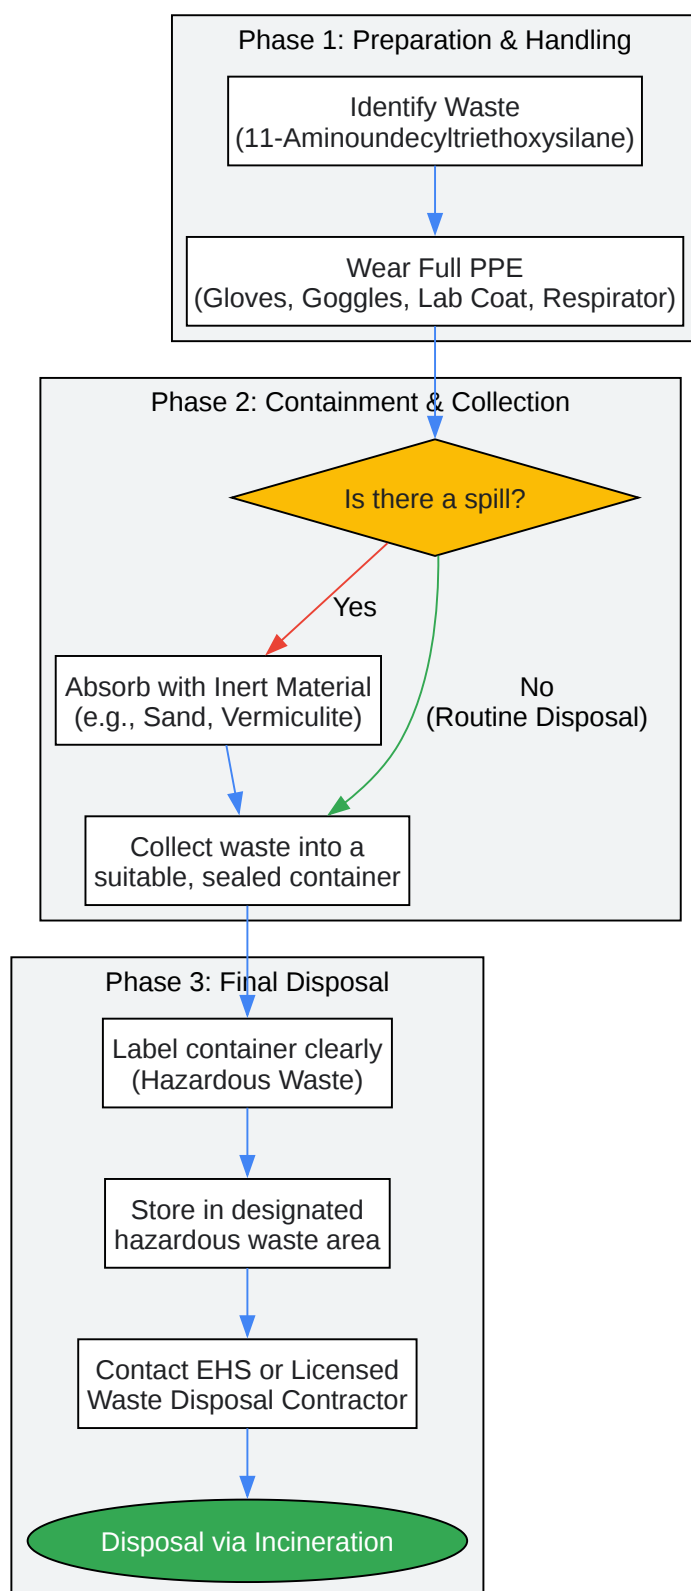 Phase 1: Preparation & Handling
Identify Waste
(11-Aminoundecyltriethoxysilane)
Wear Full PPE
(Gloves, Goggles, Lab Coat, Respirator)
Phase 2: Containment & Collection
Is there a spill?
Yes
Absorb with Inert Material
(e.g., Sand, Vermiculite)
No
(Routine Disposal)
Collect waste into a
suitable, sealed container
Phase 3: Final Disposal
Label container clearly
(Hazardous Waste)
Store in designated
hazardous waste area
Contact EHS or Licensed
Waste Disposal Contractor
Disposal via Incineration